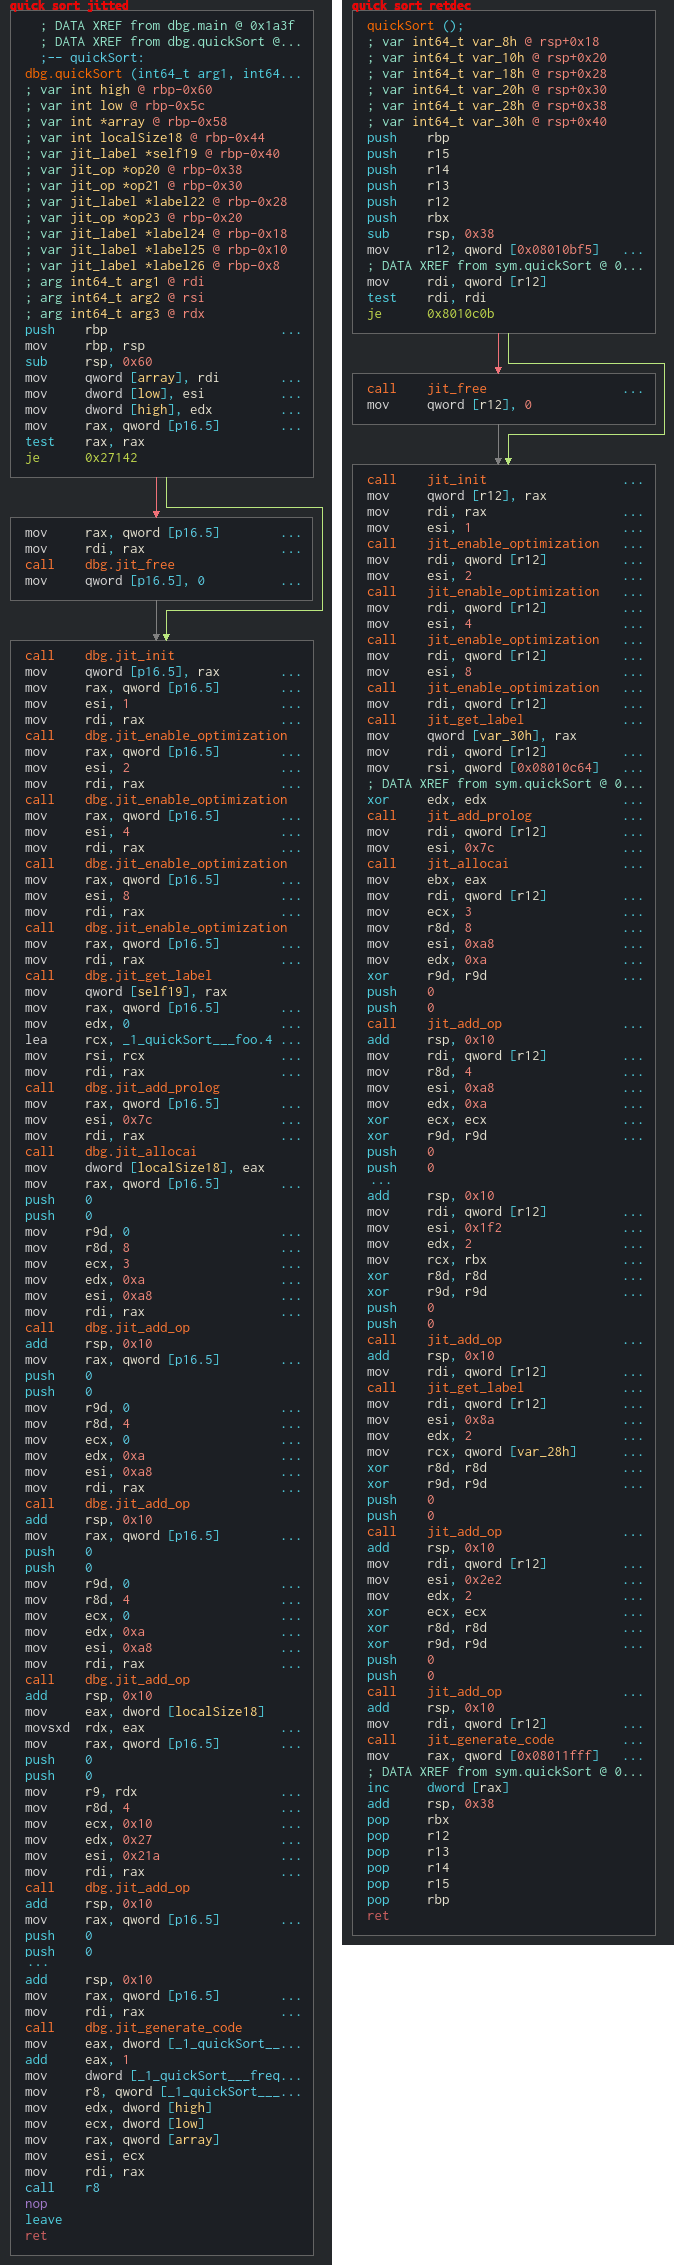 quick sort jitted
; DATA XREF from dbg.main @ 0x1a3f
; DATA XREF from dbg.quickSort @...
;-- quickSort:
dbg.quickSort (int64_t arg1, int64...
; var int high @ rbp-0x60
; var int low @ rbp-0x5c
; var int *array @ rbp-0x58
; var int localSize18 @ rbp-0x44
; var jit_label *self19 @ rbp-0x40
; var jit_op *op20 @ rbp-0x38
; var jit_op *op21 @ rbp-0x30
; var jit_label *label22 @ rbp-0x28
; var jit_op *op23 @ rbp-0x20
; var jit_label *label24 @ rbp-0x18
; var jit_label *label25 @ rbp-0x10
; var jit_label *label26 @ rbp-0x8
; arg int64_t arg1 @ rdi
; arg int64_t arg2 @ rsi
; arg int64_t arg3 @ rdx
push rbp ...
mov rbp, rsp
sub rsp, 0x60
mov qword [array], rdi ...
mov dword [low], esi ...
mov dword [high], edx ...
mov rax, qword [p16.5] ...
test rax, rax
je 0x27142
mov rax, qword [p16.5] ...
mov rdi, rax ...
call dbg.jit_free
mov qword [p16.5], 0 ...
call dbg.jit_init
mov qword [p16.5], rax ...
mov rax, qword [p16.5] ...
mov esi, 1 ...
mov rdi, rax ...
call dbg.jit_enable_optimization
mov rax, qword [p16.5] ...
mov esi, 2 ...
mov rdi, rax ...
call dbg.jit_enable_optimization
mov rax, qword [p16.5] ...
mov esi, 4 ...
mov rdi, rax ...
call dbg.jit_enable_optimization
mov rax, qword [p16.5] ...
mov esi, 8 ...
mov rdi, rax ...
call dbg.jit_enable_optimization
mov rax, qword [p16.5] ...
mov rdi, rax ...
call dbg.jit_get_label
mov qword [self19], rax
mov rax, qword [p16.5] ...
mov edx, 0 ...
lea rcx, _1_quickSort___foo.4 ...
mov rsi, rcx ...
mov rdi, rax ...
call dbg.jit_add_prolog
mov rax, qword [p16.5] ...
mov esi, 0x7c ...
mov rdi, rax ...
call dbg.jit_allocai
mov dword [localSize18], eax
mov rax, qword [p16.5] ...
push 0
push 0
mov r9d, 0 ...
mov r8d, 8 ...
mov ecx, 3 ...
mov edx, 0xa ...
mov esi, 0xa8 ...
mov rdi, rax ...
call dbg.jit_add_op
add rsp, 0x10
mov rax, qword [p16.5] ...
push 0
push 0
mov r9d, 0 ...
mov r8d, 4 ...
mov ecx, 0 ...
mov edx, 0xa ...
mov esi, 0xa8 ...
mov rdi, rax ...
call dbg.jit_add_op
add rsp, 0x10
mov rax, qword [p16.5] ...
push 0
push 0
mov r9d, 0 ...
mov r8d, 4 ...
mov ecx, 0 ...
mov edx, 0xa ...
mov esi, 0xa8 ...
mov rdi, rax ...
call dbg.jit_add_op
add rsp, 0x10
mov eax, dword [localSize18]
movsxd rdx, eax ...
mov rax, qword [p16.5] ...
push 0
push 0
mov r9, rdx ...
mov r8d, 4 ...
mov ecx, 0x10 ...
mov edx, 0x27 ...
mov esi, 0x21a ...
mov rdi, rax ...
call dbg.jit_add_op
add rsp, 0x10
mov rax, qword [p16.5] ...
push 0
push 0
...
add rsp, 0x10
mov rax, qword [p16.5] ...
mov rdi, rax ...
call dbg.jit_generate_code
mov eax, dword [_1_quickSort__...
add eax, 1
mov dword [_1_quickSort___freq...
mov r8, qword [_1_quickSort___...
mov edx, dword [high]
mov ecx, dword [low]
mov rax, qword [array]
mov esi, ecx
mov rdi, rax
call r8
nop
leave
ret
quick sort retdec
quickSort ();
; var int64_t var_8h @ rsp+0x18
; var int64_t var_10h @ rsp+0x20
; var int64_t var_18h @ rsp+0x28
; var int64_t var_20h @ rsp+0x30
; var int64_t var_28h @ rsp+0x38
; var int64_t var_30h @ rsp+0x40
push rbp
push r15
push r14
push r13
push r12
push rbx
sub rsp, 0x38
mov r12, qword [0x08010bf5] ...
; DATA XREF from sym.quickSort @ 0...
mov rdi, qword [r12]
test rdi, rdi
je 0x8010c0b
call jit_free ...
mov qword [r12], 0
call jit_init ...
mov qword [r12], rax
mov rdi, rax ...
mov esi, 1 ...
call jit_enable_optimization ...
mov rdi, qword [r12] ...
mov esi, 2 ...
call jit_enable_optimization ...
mov rdi, qword [r12] ...
mov esi, 4 ...
call jit_enable_optimization ...
mov rdi, qword [r12] ...
mov esi, 8 ...
call jit_enable_optimization ...
mov rdi, qword [r12] ...
call jit_get_label ...
mov qword [var_30h], rax
mov rdi, qword [r12] ...
mov rsi, qword [0x08010c64] ...
; DATA XREF from sym.quickSort @ 0...
xor edx, edx ...
call jit_add_prolog ...
mov rdi, qword [r12] ...
mov esi, 0x7c ...
call jit_allocai ...
mov ebx, eax
mov rdi, qword [r12] ...
mov ecx, 3 ...
mov r8d, 8 ...
mov esi, 0xa8 ...
mov edx, 0xa ...
xor r9d, r9d ...
push 0
push 0
call jit_add_op ...
add rsp, 0x10
mov rdi, qword [r12] ...
mov r8d, 4 ...
mov esi, 0xa8 ...
mov edx, 0xa ...
xor ecx, ecx ...
xor r9d, r9d ...
push 0
push 0
...
add rsp, 0x10
mov rdi, qword [r12] ...
mov esi, 0x1f2 ...
mov edx, 2 ...
mov rcx, rbx ...
xor r8d, r8d ...
xor r9d, r9d ...
push 0
push 0
call jit_add_op ...
add rsp, 0x10
mov rdi, qword [r12] ...
call jit_get_label ...
mov rdi, qword [r12] ...
mov esi, 0x8a ...
mov edx, 2 ...
mov rcx, qword [var_28h] ...
xor r8d, r8d ...
xor r9d, r9d ...
push 0
push 0
call jit_add_op ...
add rsp, 0x10
mov rdi, qword [r12] ...
mov esi, 0x2e2 ...
mov edx, 2 ...
xor ecx, ecx ...
xor r8d, r8d ...
xor r9d, r9d ...
push 0
push 0
call jit_add_op ...
add rsp, 0x10
mov rdi, qword [r12] ...
call jit_generate_code ...
mov rax, qword [0x08011fff] ...
; DATA XREF from sym.quickSort @ 0...
inc dword [rax]
add rsp, 0x38
pop rbx
pop r12
pop r13
pop r14
pop r15
pop rbp
ret